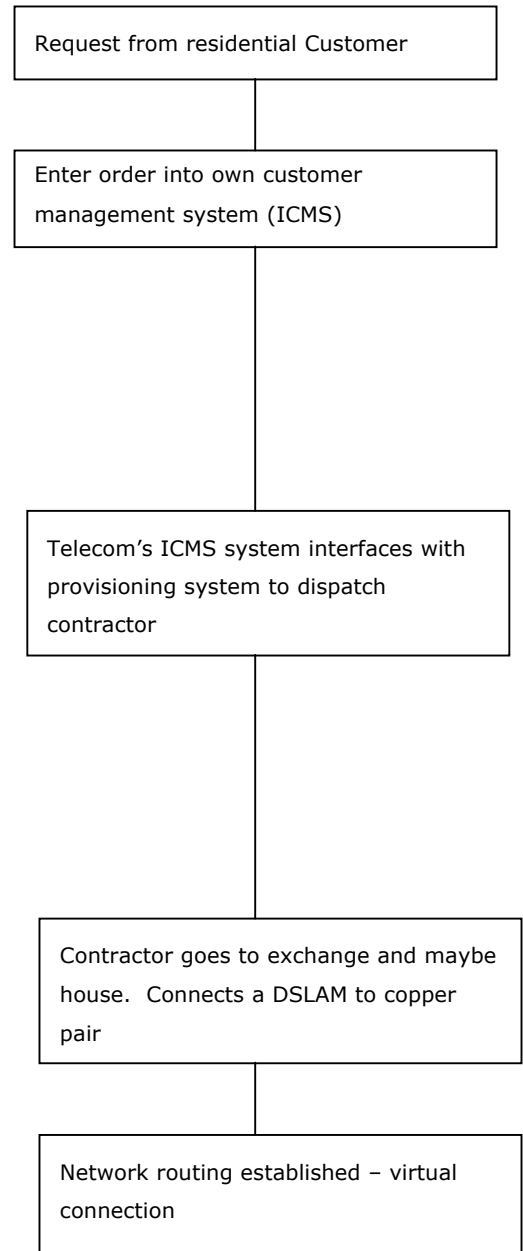 Request from residential Customer
Enter order into own customer
management system (ICMS)
Telecom’s ICMS system interfaces with
provisioning system to dispatch
contractor
Contractor goes to exchange and maybe
house.  Connects a DSLAM to copper
pair
Network routing established – virtual
connection